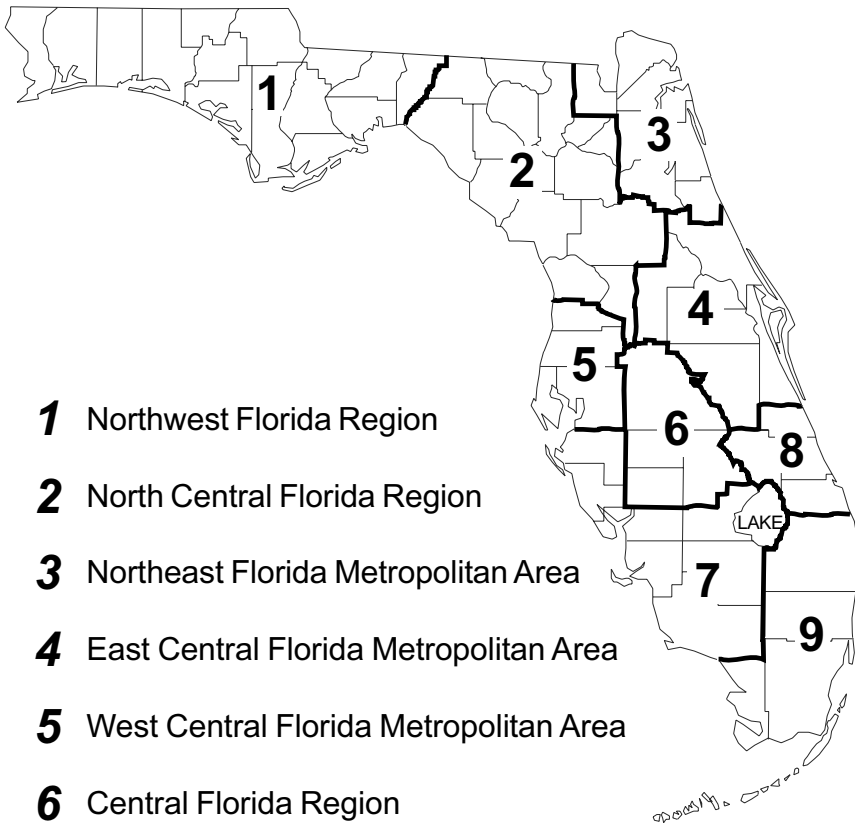 1
2
3
4
5
6
8
LAKE
7
9
1 Northwest Florida Region
2 North Central Florida Region
3 Northeast Florida Metropolitan Area
4 East Central Florida Metropolitan Area
5 West Central Florida Metropolitan Area
6 Central Florida Region